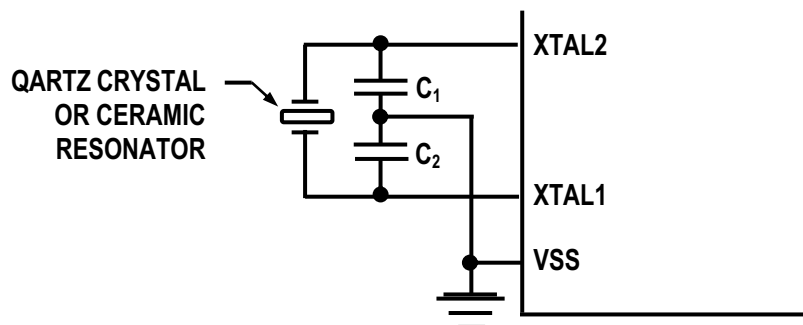 XTAL2
QARTZ CRYSTAL
OR CERAMIC
RESONATOR
C₁
C₂
XTAL1
VSS